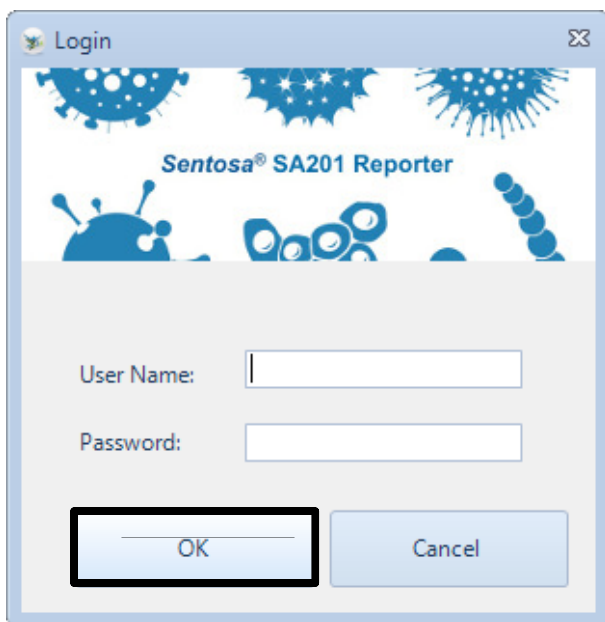 Login
Sentosa® SA201 Reporter
User Name:
Password:
OK
Cancel